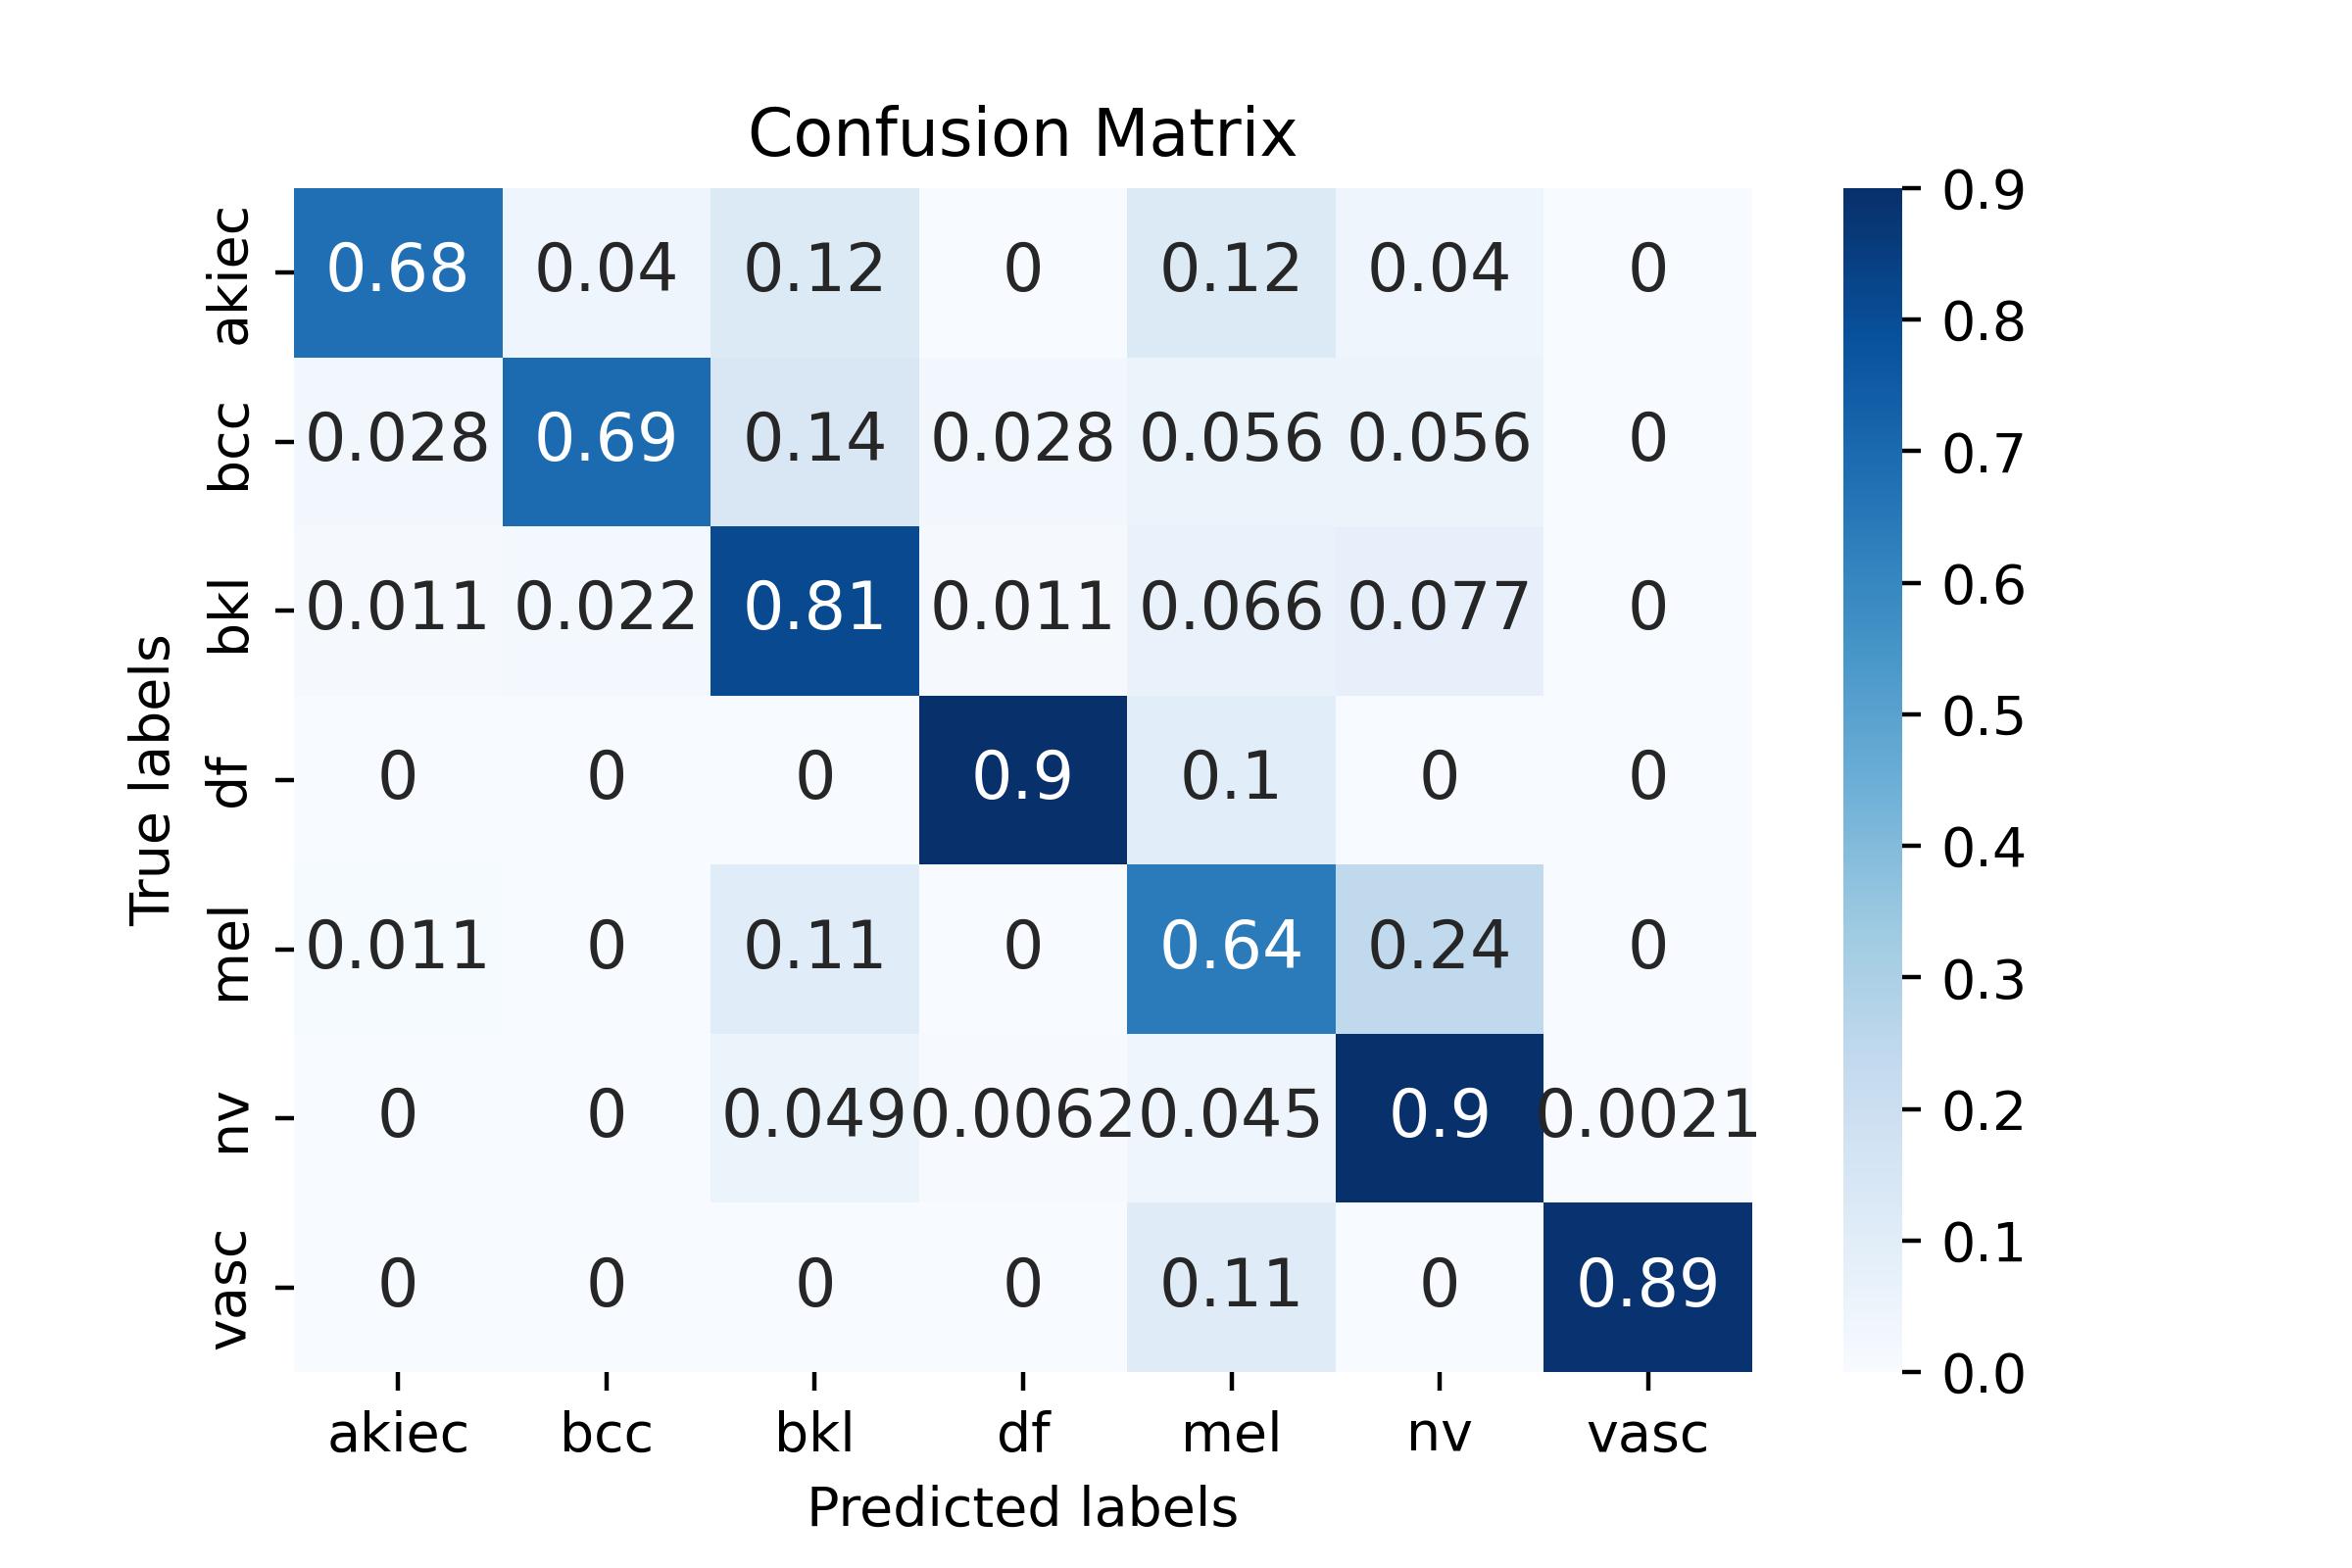 Confusion Matrix
akiec 0.68 0.04 0.12 0 0.12 0.04 0
bcc 0.028 0.69 0.14 0.028 0.056 0.056 0
bkl 0.011 0.022 0.81 0.011 0.066 0.077 0
df 0 0 0 0.9 0.1 0 0
mel 0.011 0 0.11 0 0.64 0.24 0
nv 0 0 0.049 0.0062 0.045 0.9 0.0021
vasc 0 0 0 0 0.11 0 0.89
True labels
akiec bcc bkl df mel nv vasc
Predicted labels
0.9
0.8
0.7
0.6
0.5
0.4
0.3
0.2
0.1
0.0